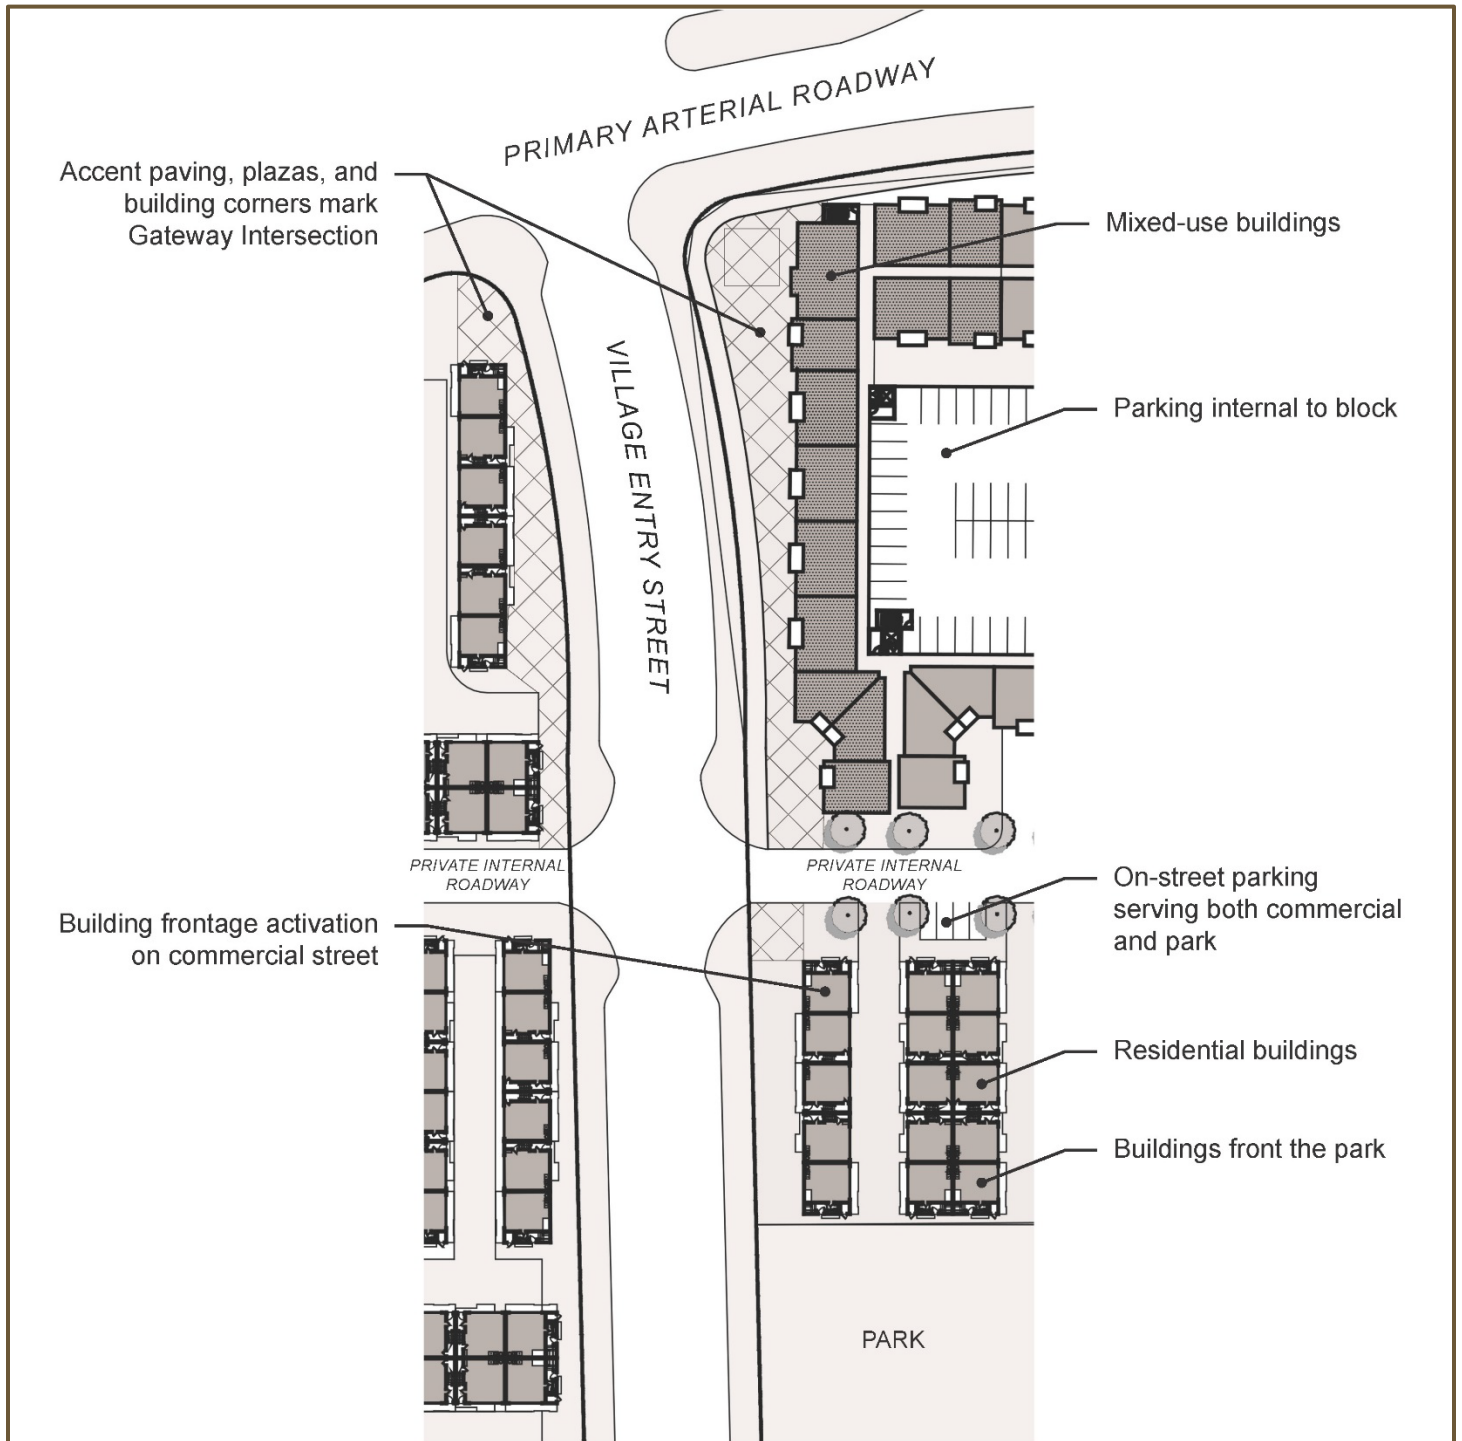 PRIMARY ARTERIAL ROADWAY
Accent paving, plazas, and
building corners mark
Gateway Intersection
Mixed-use buildings
VILLAGE ENTRY STREET
Parking internal to block
PRIVATE INTERNAL
ROADWAY
PRIVATE INTERNAL
ROADWAY
On-street parking
serving both commercial
and park
Building frontage activation
on commercial street
Residential buildings
Buildings front the park
PARK